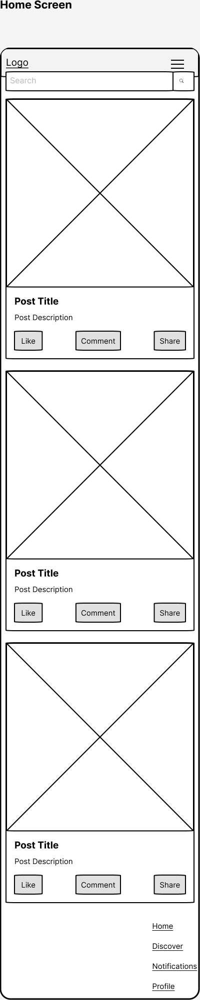 Home Screen
Logo
Search
Post Title
Post Description
Like Comment Share
Post Title
Post Description
Like Comment Share
Post Title
Post Description
Like Comment Share
Home
Discover
Notifications
Profile